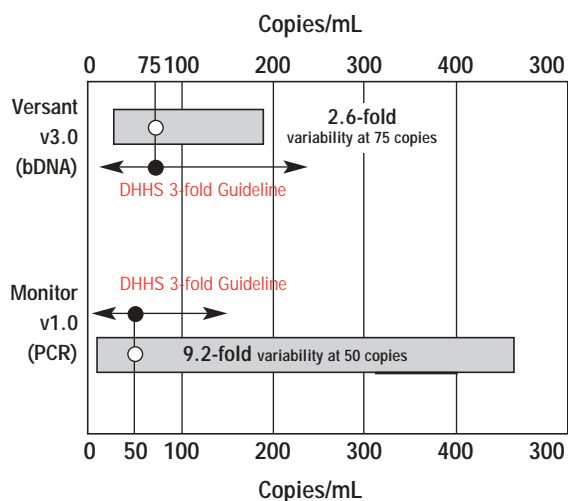 Copies/mL
0 75 100 200 300 400 300
Versant
v3.0
(bDNA)
2.6-fold
variability at 75 copies
DHHS 3-fold Guideline
DHHS 3-fold Guideline
Monitor
v1.0
(PCR)
9.2-fold variability at 50 copies
0 50 100 200 300 400 300
Copies/mL